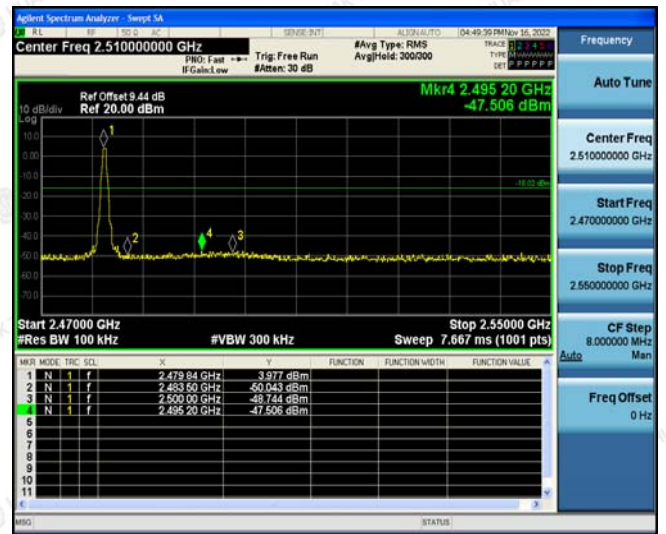 Agilent Spectrum Analyzer - Swept SA
RL RF 50 Ω AC SENSE:INT ALIGNAUTO 04:49:39 PM Nov 16, 2022
Center Freq 2.510000000 GHz
PNO: Fast Trig: Free Run #Avg Type: RMS TRACE 1 2 3 4 5 6
IFGain:Low #Atten: 30 dB Avg|Hold: 300/300 TYPE M
DET P P P P P P
Frequency
Auto Tune
Center Freq
2.510000000 GHz
Start Freq
2.470000000 GHz
Stop Freq
2.550000000 GHz
CF Step
8.000000 MHz
Auto Man
Freq Offset
0 Hz
Mkr4 2.495 20 GHz
-47.506 dBm
Ref Offset 9.44 dB
10 dB/div Ref 20.00 dBm
Log
10.0
0.00
-10.0
-20.0
-30.0
-40.0
-50.0
-60.0
-70.0
1
2
4
3
-16.02 dBm
Start 2.47000 GHz Stop 2.55000 GHz
#Res BW 100 kHz #VBW 300 kHz Sweep 7.667 ms (1001 pts)
MKR MODE TRC SCL X Y FUNCTION FUNCTION WIDTH FUNCTION VALUE
1 N 1 f 2.479 84 GHz 3.977 dBm
2 N 1 f 2.483 50 GHz -50.043 dBm
3 N 1 f 2.500 00 GHz -48.744 dBm
4 N 1 f 2.495 20 GHz -47.506 dBm
5
6
7
8
9
10
11
MSG STATUS